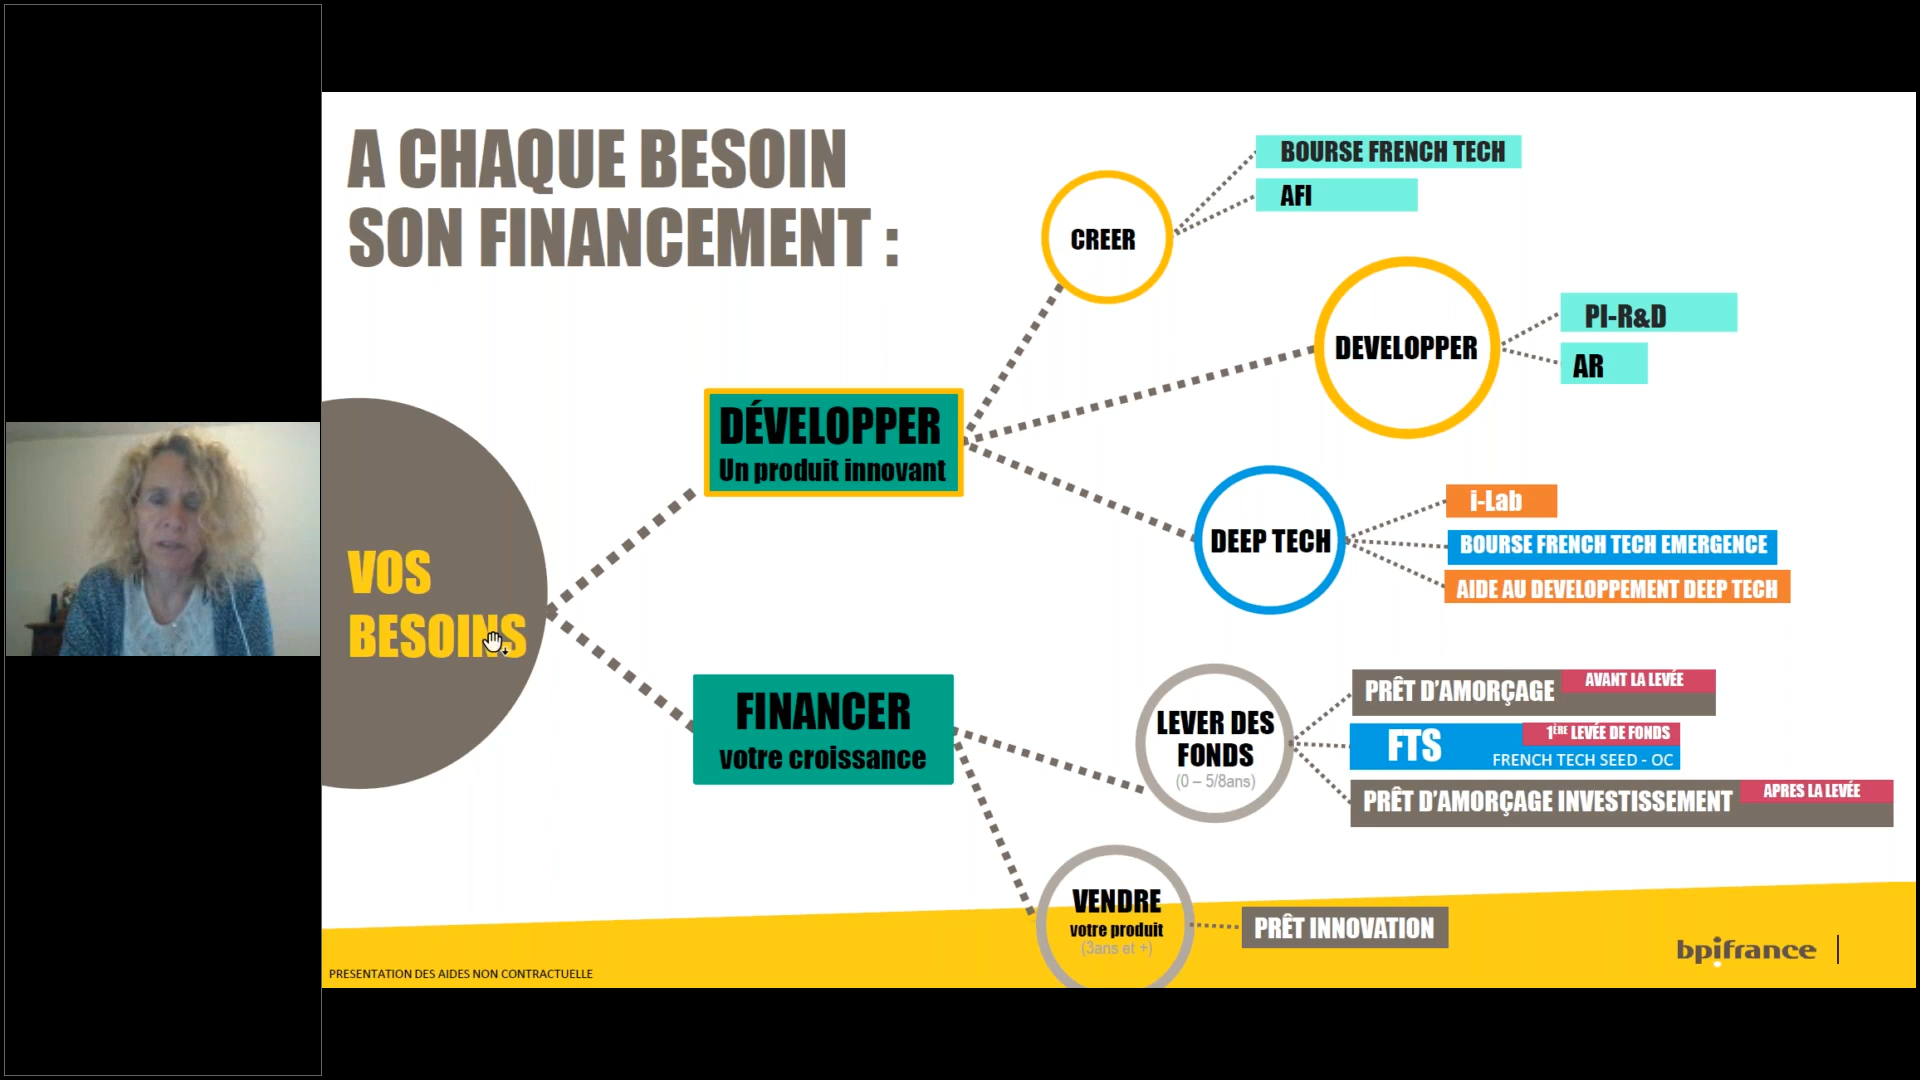 A CHAQUE BESOIN
SON FINANCEMENT :
VOS
BESOINS
DÉVELOPPER
Un produit innovant
CREER
BOURSE FRENCH TECH
AFI
DEVELOPPER
PI-R&D
AR
DEEP TECH
i-Lab
BOURSE FRENCH TECH EMERGENCE
AIDE AU DEVELOPPEMENT DEEP TECH
FINANCER
votre croissance
LEVER DES
FONDS
(0 – 5/8ans)
PRÊT D’AMORÇAGE
AVANT LA LEVÉE
FTS
1ÈRE LEVÉE DE FONDS
FRENCH TECH SEED - OC
PRÊT D’AMORÇAGE INVESTISSEMENT
APRES LA LEVÉE
VENDRE
votre produit
(3ans et +)
PRÊT INNOVATION
PRESENTATION DES AIDES NON CONTRACTUELLE
bpifrance